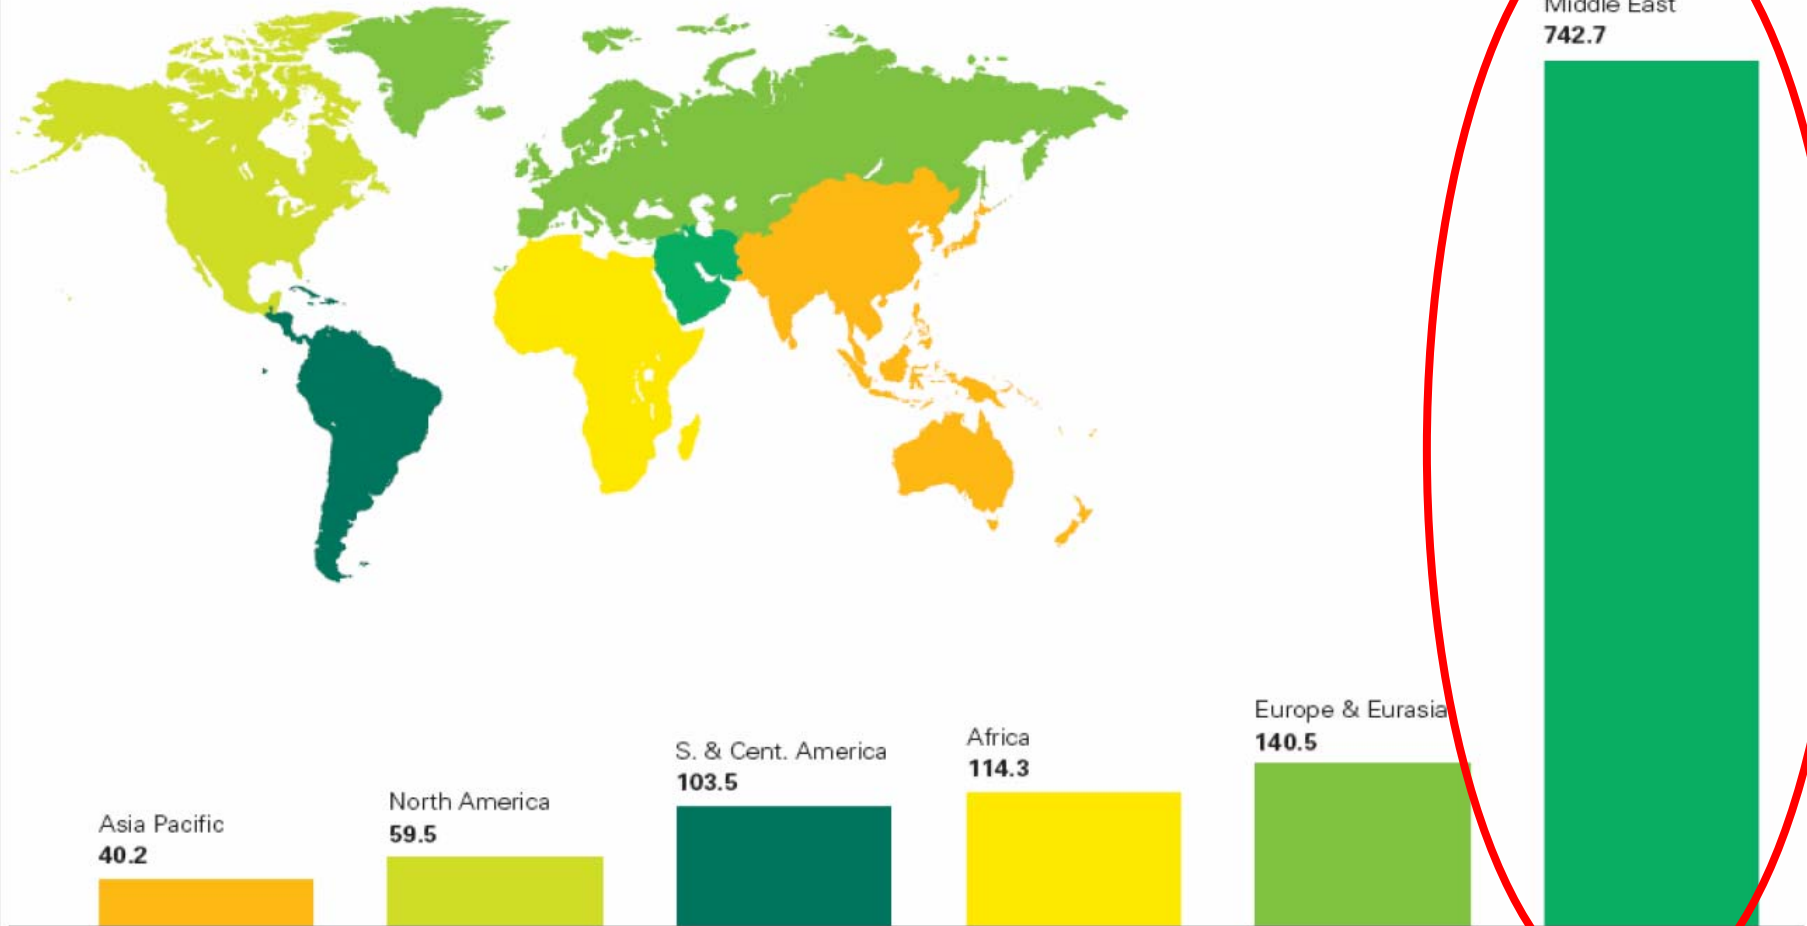 Middle East
742.7
Europe & Eurasia
140.5
Africa
114.3
S. & Cent. America
103.5
North America
59.5
Asia Pacific
40.2